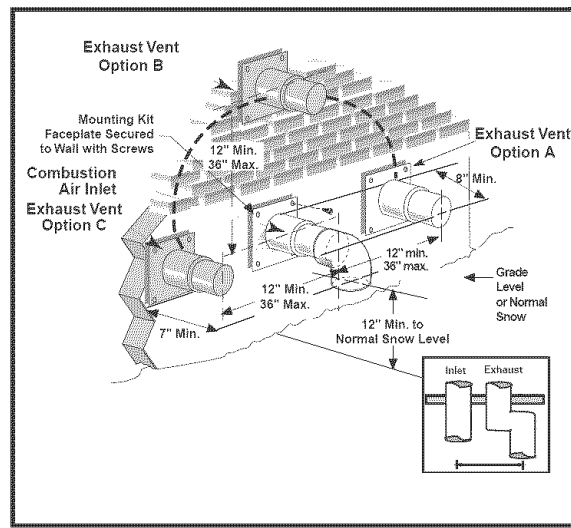 Exhaust Vent
Option B
Mounting Kit
Faceplate Secured
to Wall with Screws
12" Min.
36" Max.
Exhaust Vent
Option A
Combustion
Air Inlet
8" Min.
Exhaust Vent
Option C
12" min.
36" max.
12" Min.
36" Max.
Grade
Level
or Normal
Snow
7" Min.
12" Min. to
Normal Snow Level
Inlet
Exhaust